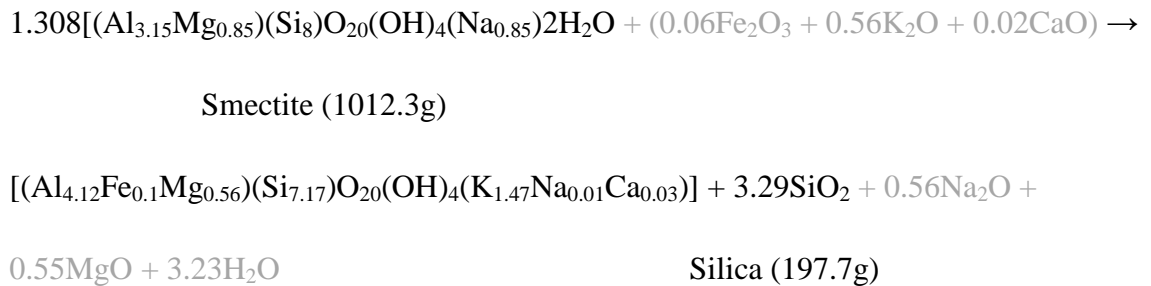 1.308[(Al₃.₁₅Mg₀.₈₅)(Si₈)O₂₀(OH)₄(Na₀.₈₅)2H₂O + (0.06Fe₂O₃ + 0.56K₂O + 0.02CaO) →
Smectite (1012.3g)
[(Al₄.₁₂Fe₀.₁Mg₀.₅₆)(Si₇.₁₇)O₂₀(OH)₄(K₁.₄₇Na₀.₀₁Ca₀.₀₃)] + 3.29SiO₂ + 0.56Na₂O +
0.55MgO + 3.23H₂O Silica (197.7g)